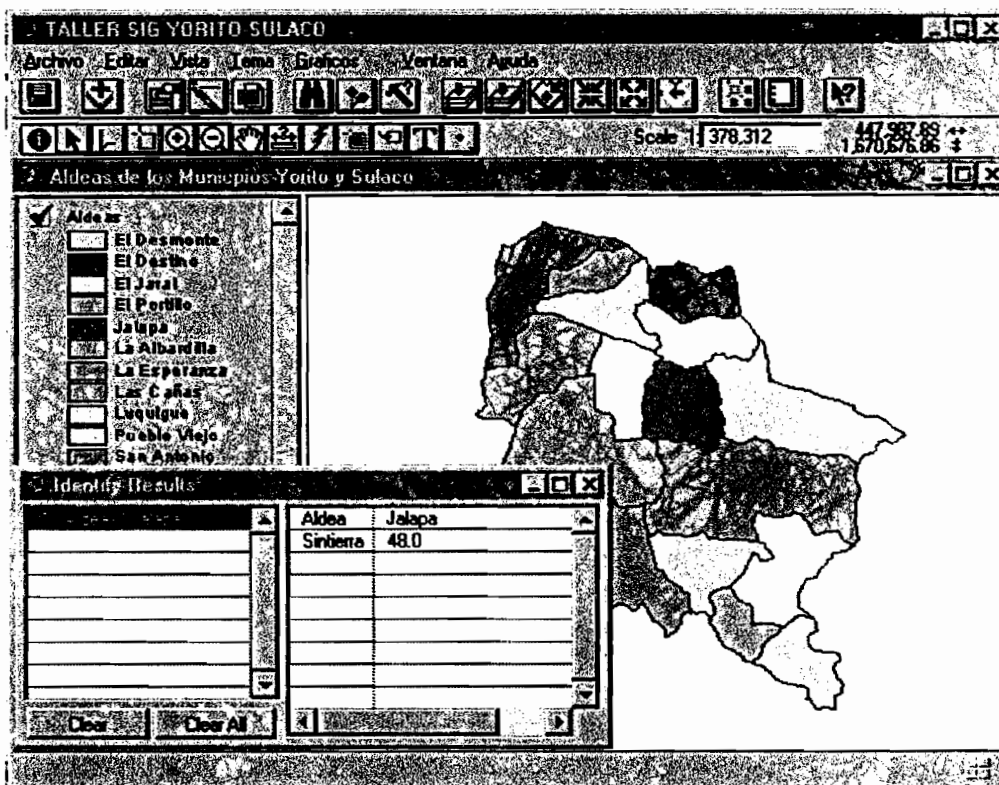 TALLER SIG YORITO-SULACO
Archivo Editar Vista Tema Graficos Ventana Ayuda
Scale 1: 378,312
447,987.89
1,670,676.86
Aldeas de los Municpios Yorito y Sulaco
Aldeas
El Desmonte
El Destino
El Jaral
El Portillo
Jalapa
La Albardilla
La Esperanza
Las Cañas
Luquigue
Pueblo Viejo
San Antonio
Identify Results
Aldea Jalapa
Sintierra 48.0
Clear Clear All